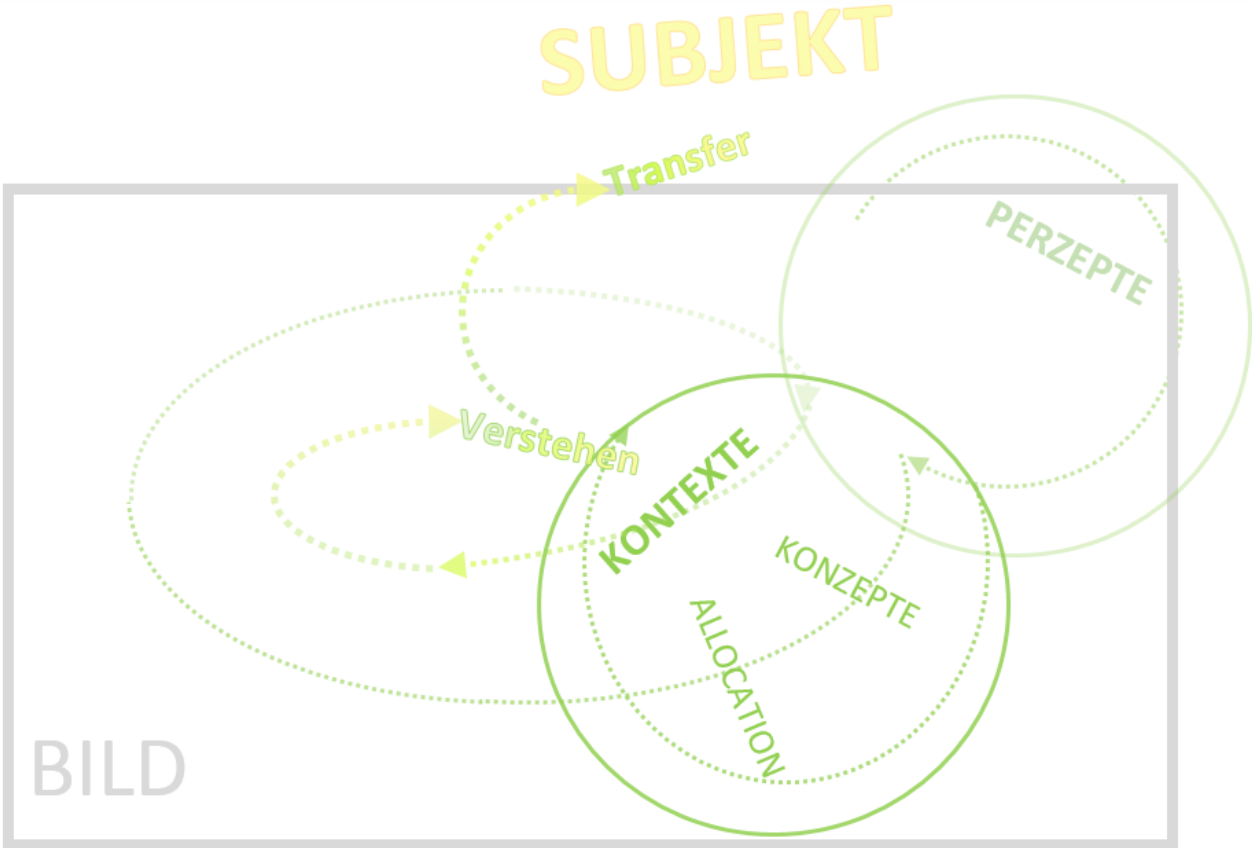 SUBJEKT
Transfer
PERZEPTE
Verstehen
KONTEXTE
KONZEPTE
ALLOCATION
BILD